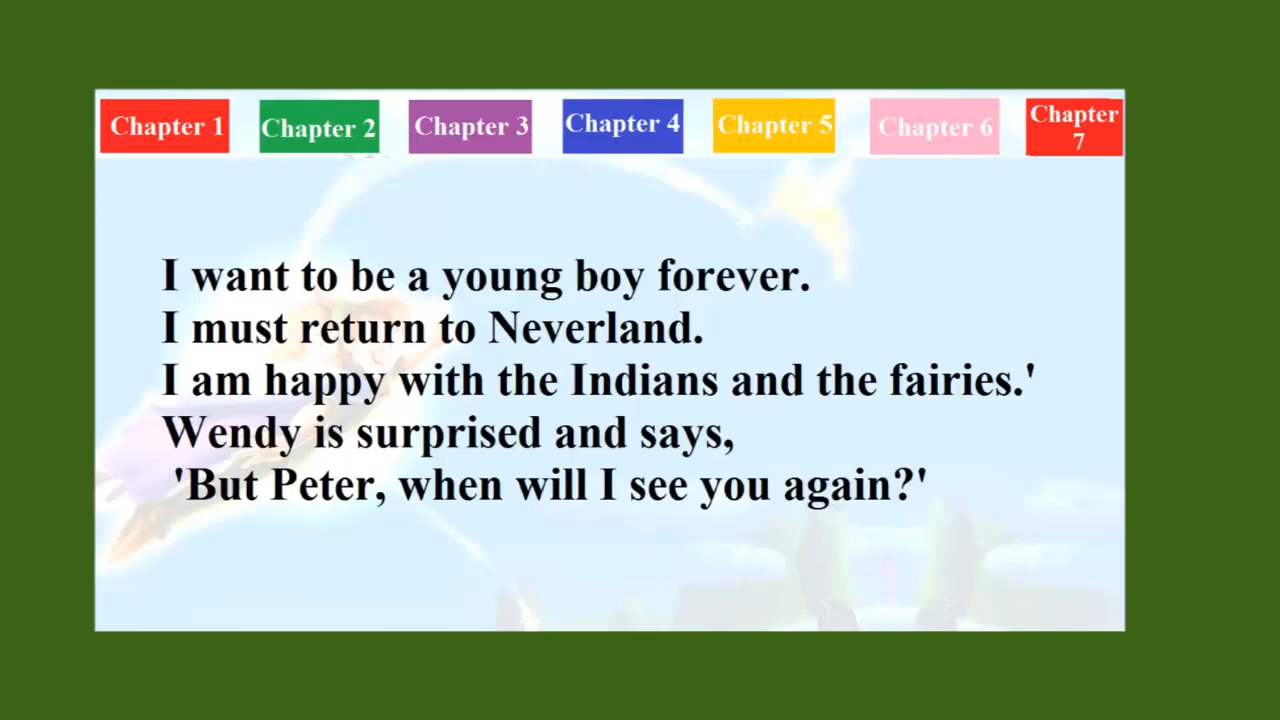 Chapter 1
Chapter 2
Chapter 3
Chapter 4
Chapter 5
Chapter 6
Chapter
7
I want to be a young boy forever.
I must return to Neverland.
I am happy with the Indians and the fairies.'
Wendy is surprised and says,
'But Peter, when will I see you again?'